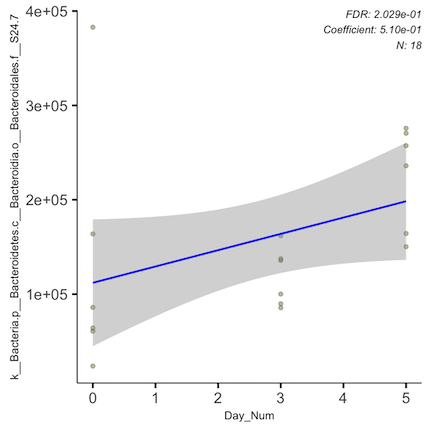 FDR: 2.029e-01
Coefficient: 5.10e-01
N: 18
k__Bacteria.p__Bacteroidetes.c__Bacteroidia.o__Bacteroidales.f__S24.7
4e+05
3e+05
2e+05
1e+05
0 1 2 3 4 5
Day_Num